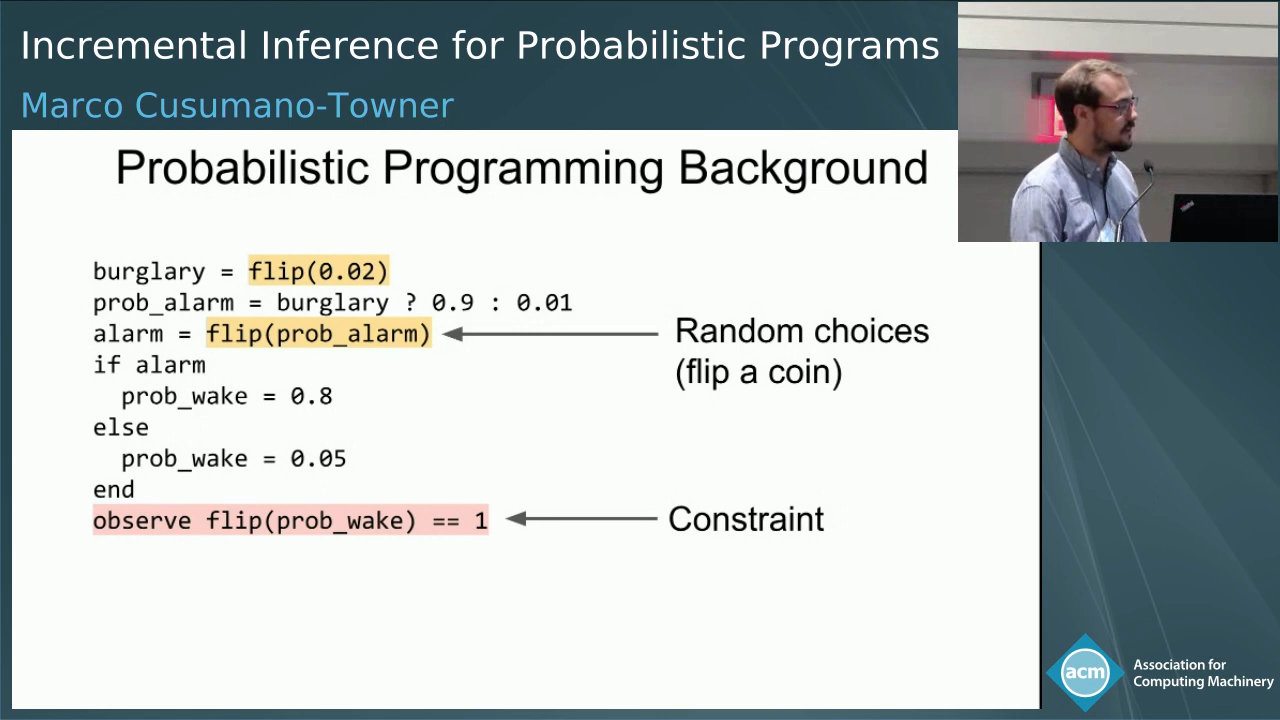 Incremental Inference for Probabilistic Programs
Marco Cusumano-Towner
Probabilistic Programming Background
burglary = flip(0.02)
prob_alarm = burglary ? 0.9 : 0.01
alarm = flip(prob_alarm)
if alarm
  prob_wake = 0.8
else
  prob_wake = 0.05
end
observe flip(prob_wake) == 1
Random choices
(flip a coin)
Constraint
acm
Association for
Computing Machinery